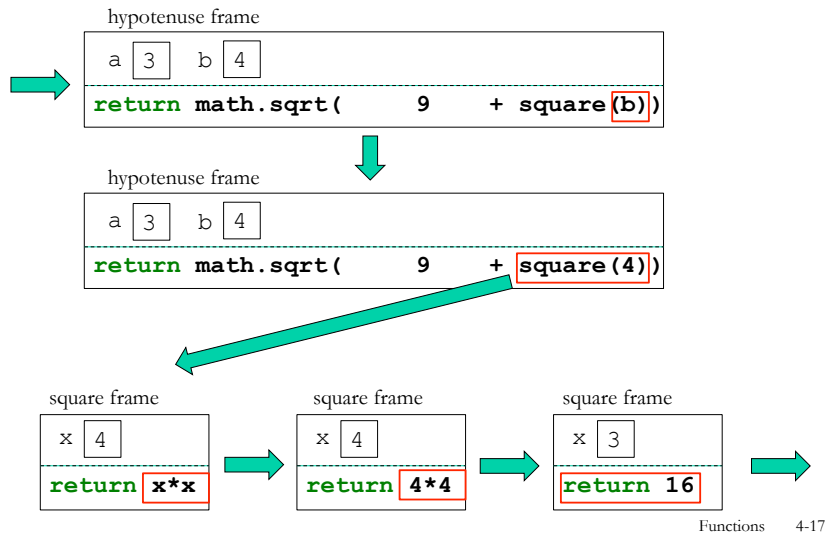 hypotenuse frame
a 3 b 4
return math.sqrt( 9 + square(b))
hypotenuse frame
a 3 b 4
return math.sqrt( 9 + square(4))
square frame
x 4
return x*x
square frame
x 4
return 4*4
square frame
x 3
return 16
Functions 4-17